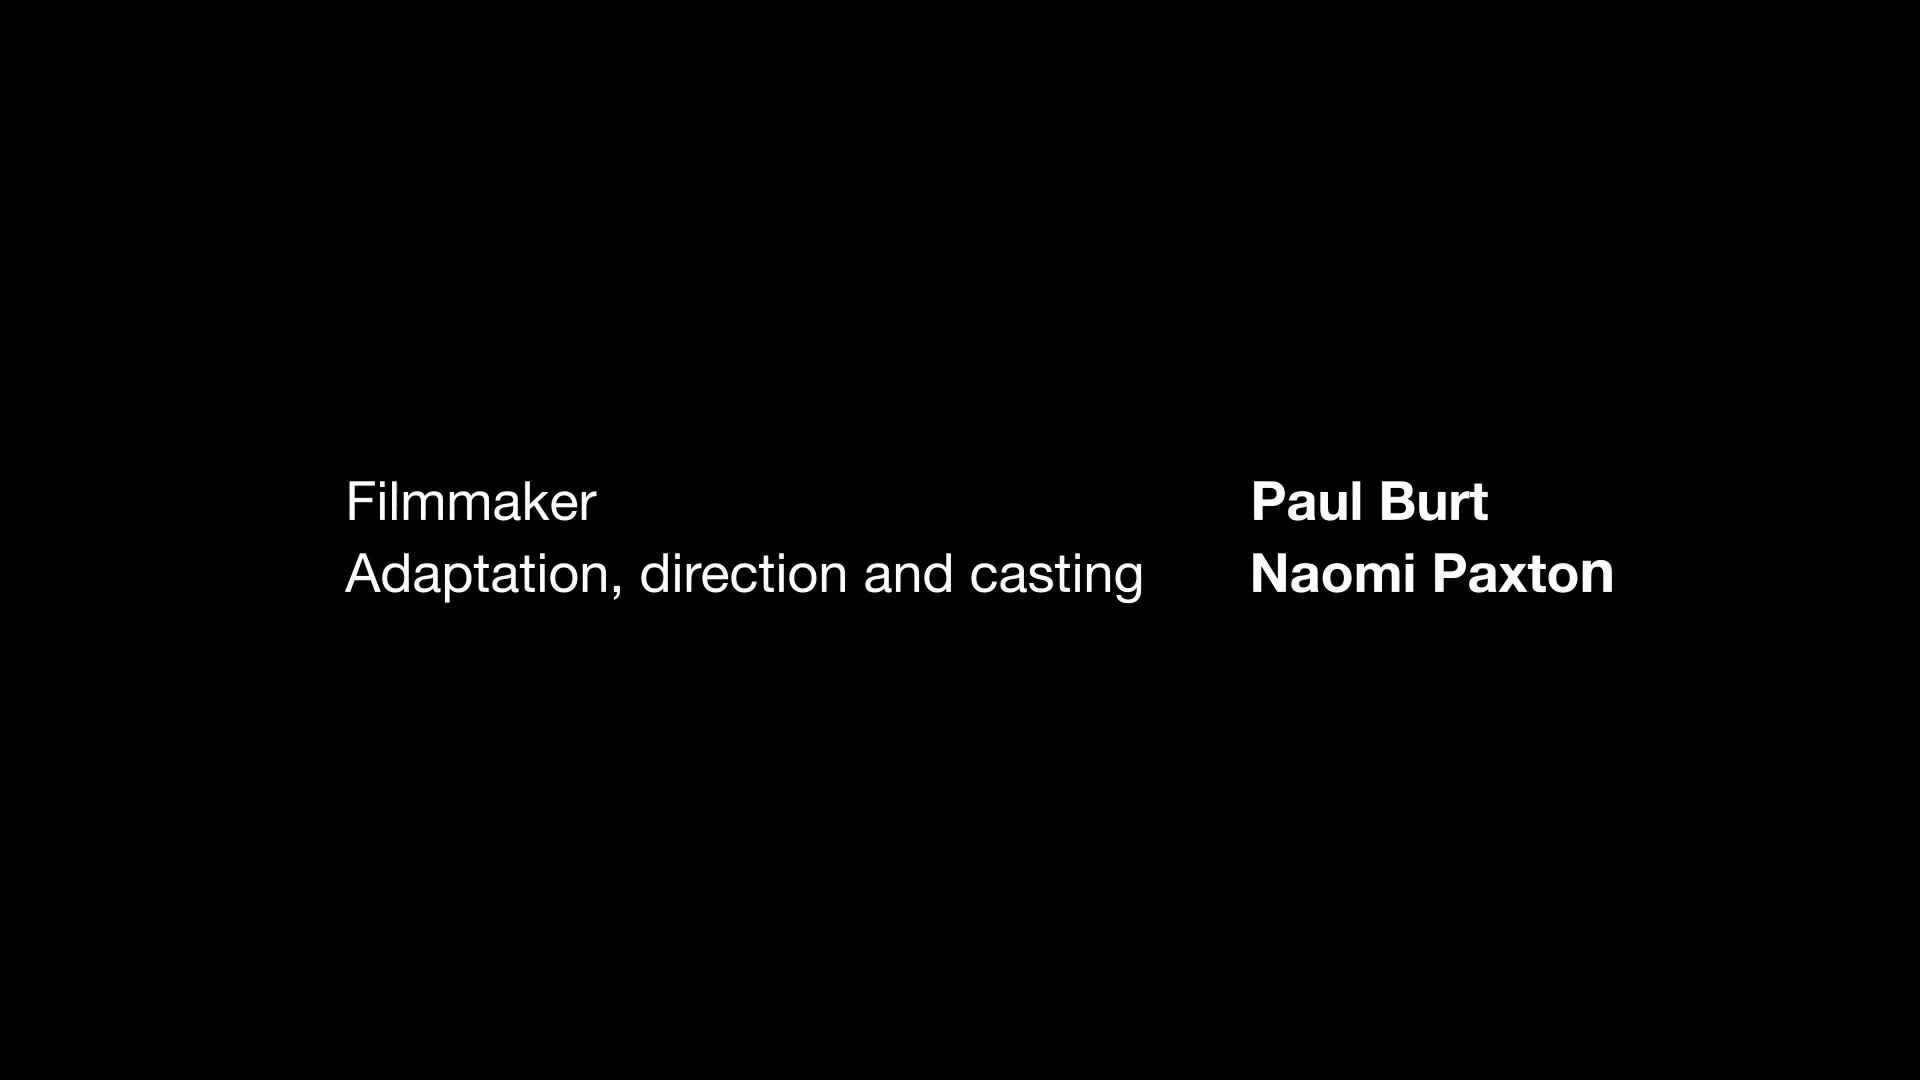 Filmmaker Paul Burt
Adaptation, direction and casting Naomi Paxton